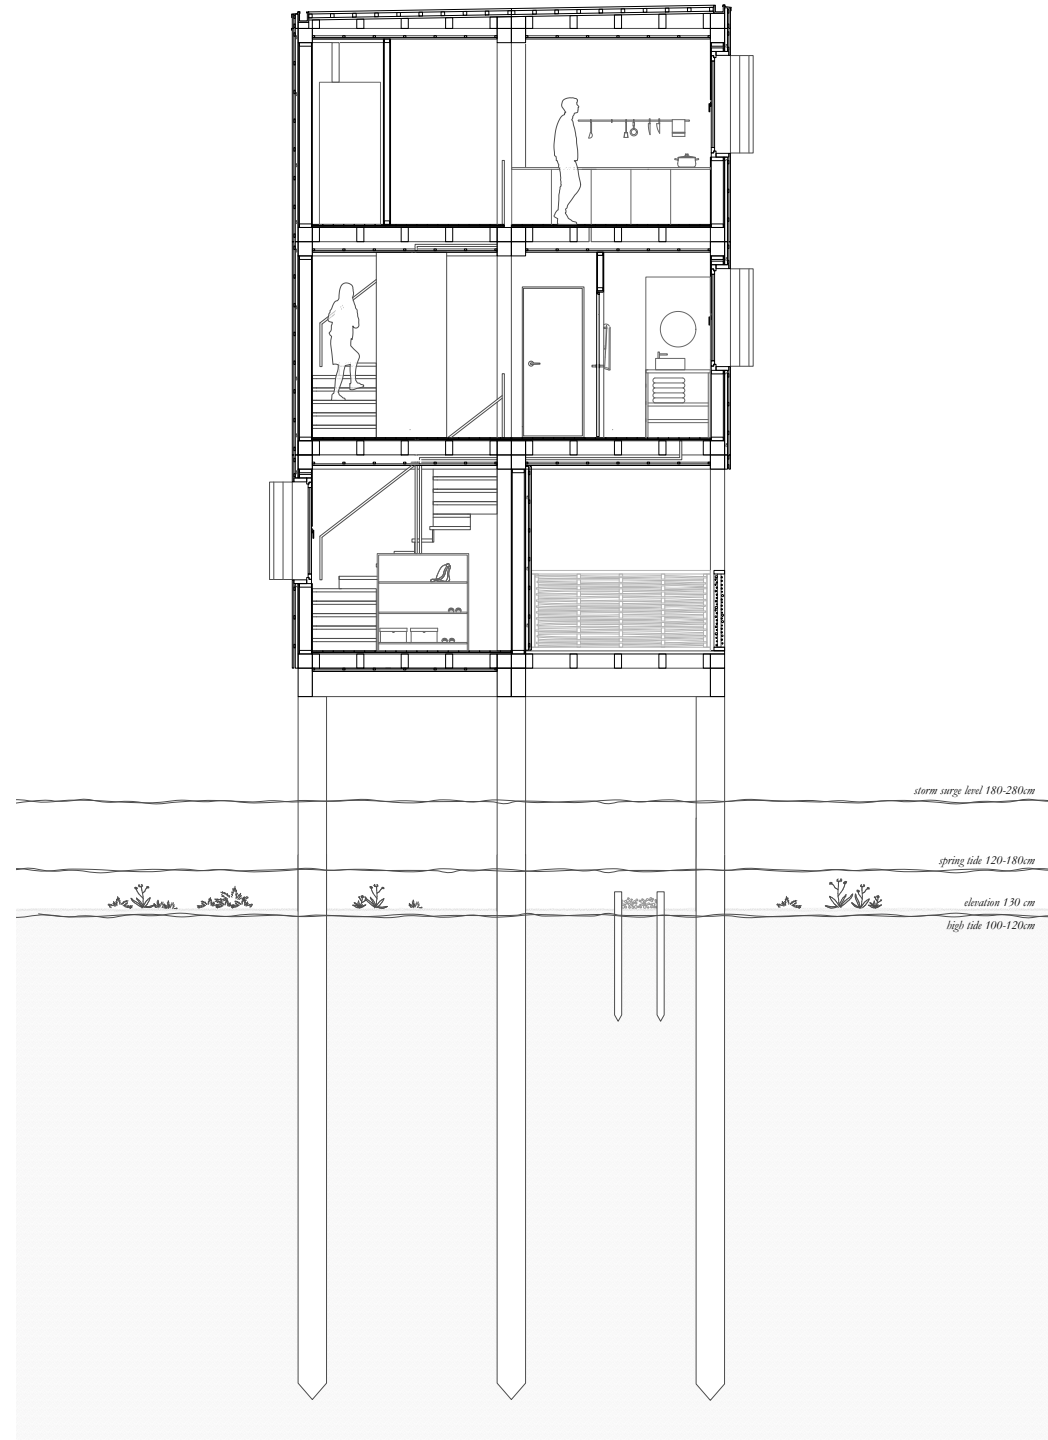 storm surge level 180-280cm
spring tide 120-180cm
elevation 130 cm
high tide 100-120cm